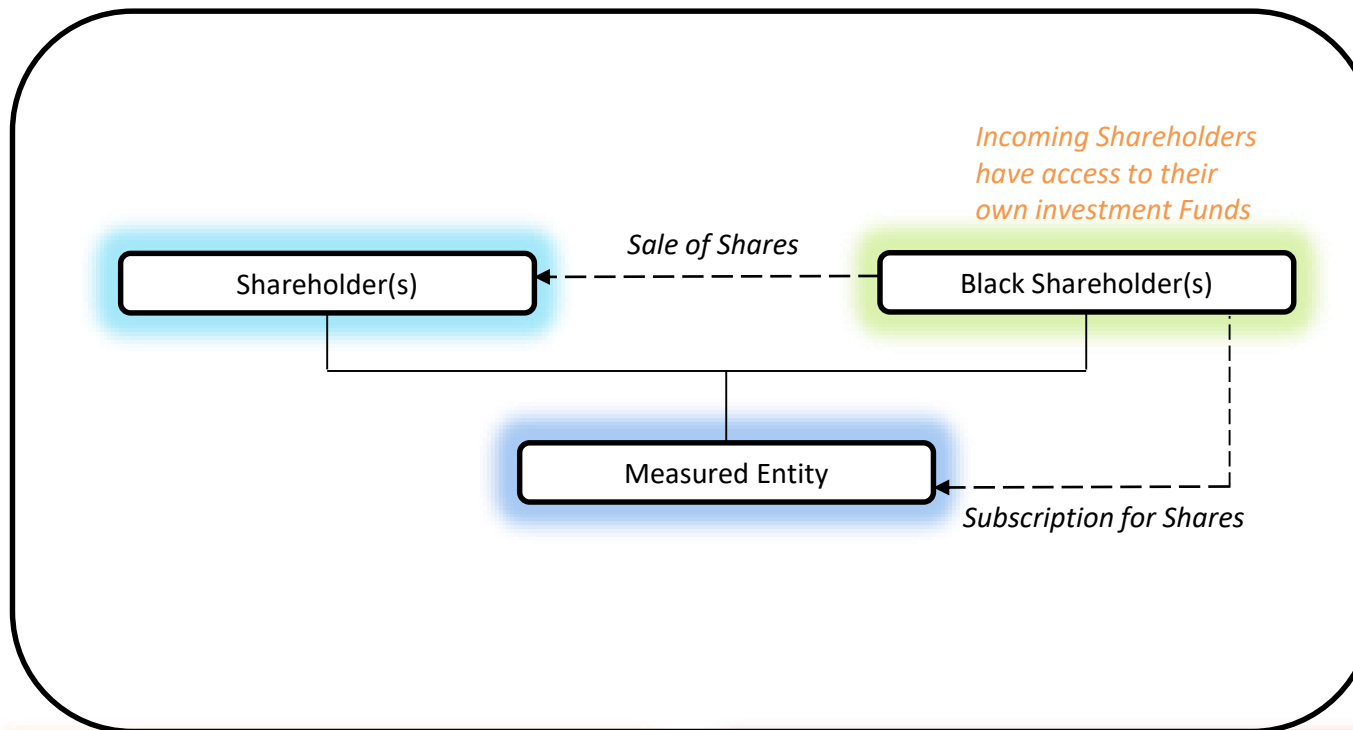 Incoming Shareholders
have access to their
own investment Funds
Sale of Shares
Shareholder(s)
Black Shareholder(s)
Measured Entity
Subscription for Shares